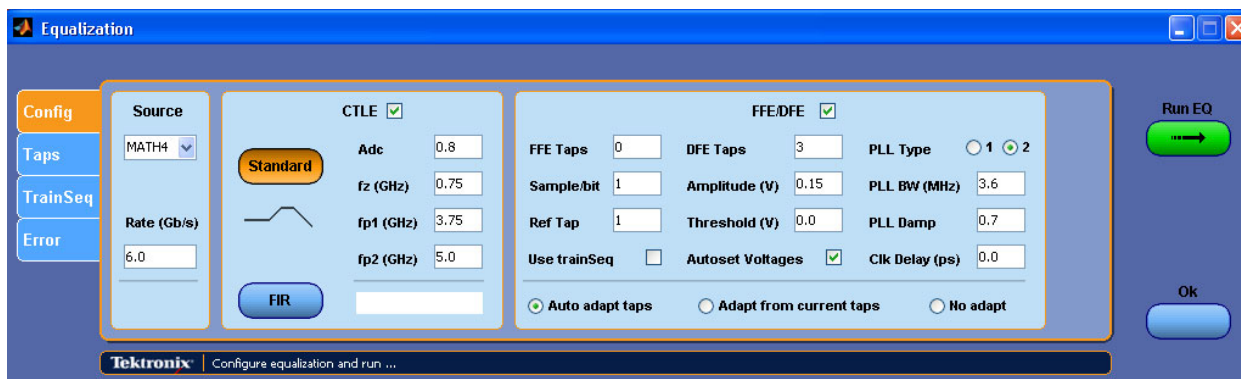 Equalization
Config
Taps
TrainSeq
Error
Source
MATH4
Rate (Gb/s)
6.0
CTLE
Standard
FIR
Adc 0.8
fz (GHz) 0.75
fp1 (GHz) 3.75
fp2 (GHz) 5.0
FFE/DFE
FFE Taps 0 DFE Taps 3 PLL Type 1 2
Sample/bit 1 Amplitude (V) 0.15 PLL BW (MHz) 3.6
Ref Tap 1 Threshold (V) 0.0 PLL Damp 0.7
Use trainSeq Autoset Voltages Clk Delay (ps) 0.0
Auto adapt taps Adapt from current taps No adapt
Run EQ
Ok
Tektronix Configure equalization and run ...